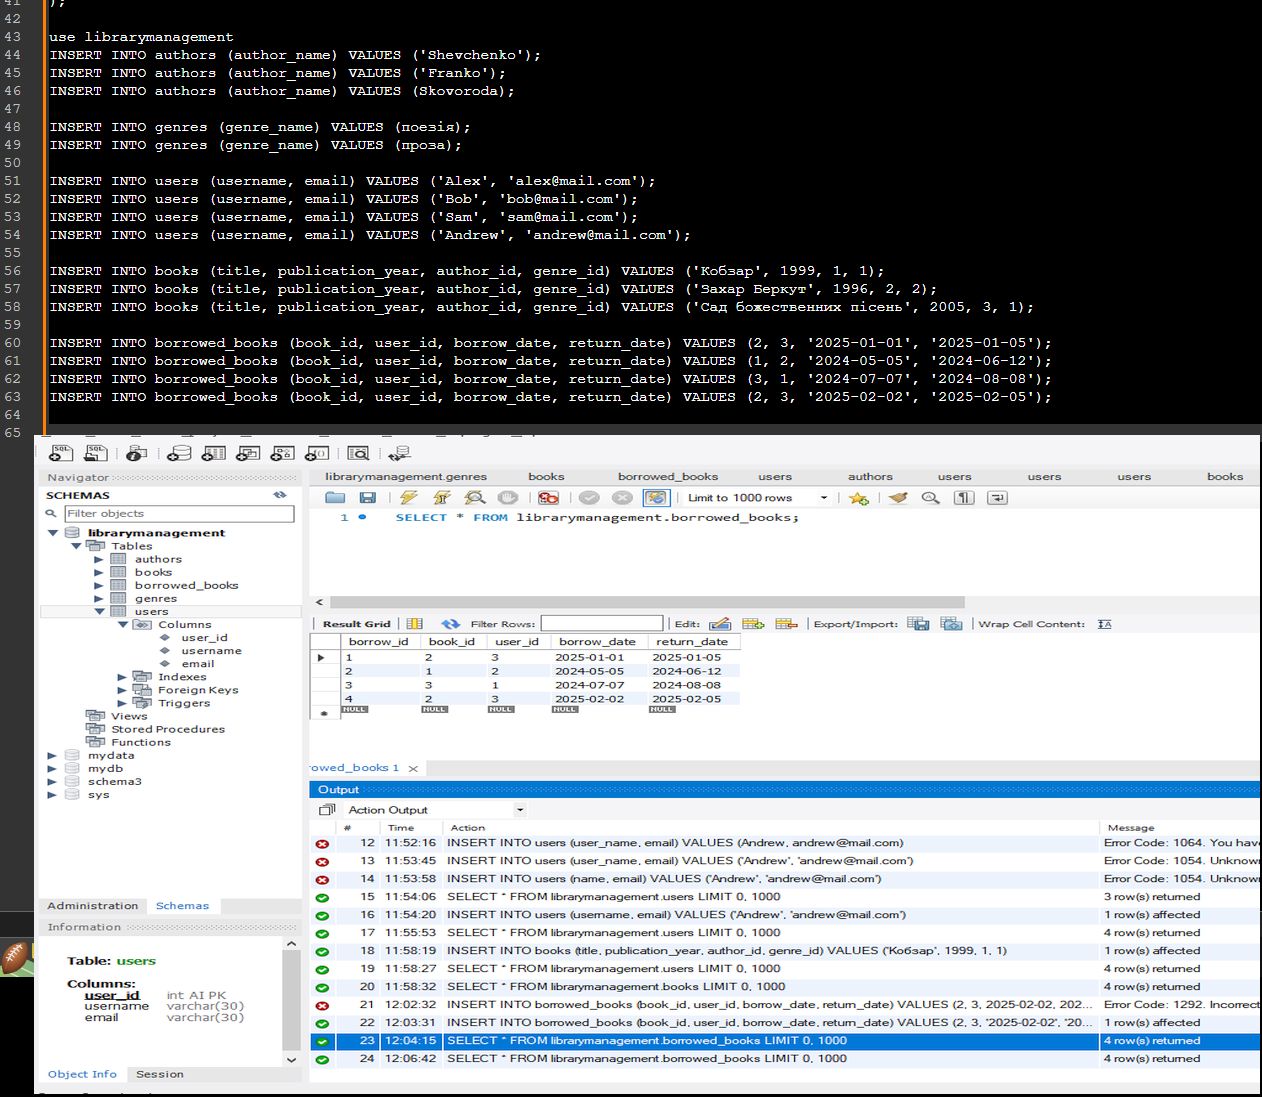 41 );
42
43 use librarymanagement
44 INSERT INTO authors (author_name) VALUES ('Shevchenko');
45 INSERT INTO authors (author_name) VALUES ('Franko');
46 INSERT INTO authors (author_name) VALUES (Skovoroda);
47
48 INSERT INTO genres (genre_name) VALUES (поезія);
49 INSERT INTO genres (genre_name) VALUES (проза);
50
51 INSERT INTO users (username, email) VALUES ('Alex', 'alex@mail.com');
52 INSERT INTO users (username, email) VALUES ('Bob', 'bob@mail.com');
53 INSERT INTO users (username, email) VALUES ('Sam', 'sam@mail.com');
54 INSERT INTO users (username, email) VALUES ('Andrew', 'andrew@mail.com');
55
56 INSERT INTO books (title, publication_year, author_id, genre_id) VALUES ('Кобзар', 1999, 1, 1);
57 INSERT INTO books (title, publication_year, author_id, genre_id) VALUES ('Захар Беркут', 1996, 2, 2);
58 INSERT INTO books (title, publication_year, author_id, genre_id) VALUES ('Сад божественних пісень', 2005, 3, 1);
59
60 INSERT INTO borrowed_books (book_id, user_id, borrow_date, return_date) VALUES (2, 3, '2025-01-01', '2025-01-05');
61 INSERT INTO borrowed_books (book_id, user_id, borrow_date, return_date) VALUES (1, 2, '2024-05-05', '2024-06-12');
62 INSERT INTO borrowed_books (book_id, user_id, borrow_date, return_date) VALUES (3, 1, '2024-07-07', '2024-08-08');
63 INSERT INTO borrowed_books (book_id, user_id, borrow_date, return_date) VALUES (2, 3, '2025-02-02', '2025-02-05');
64
65
Navigator
SCHEMAS
Filter objects
librarymanagement
Tables
authors
books
borrowed_books
genres
users
Columns
user_id
username
email
Indexes
Foreign Keys
Triggers
Views
Stored Procedures
Functions
mydata
mydb
schema3
sys
Administration Schemas
Information
Table: users
Columns:
user_id int AI PK
username varchar(30)
email varchar(30)
Object Info Session
librarymanagement.genres books borrowed_books users authors users users users books
Limit to 1000 rows
1 SELECT * FROM librarymanagement.borrowed_books;
Result Grid Filter Rows: Edit: Export/Import: Wrap Cell Content:
borrow_id book_id user_id borrow_date return_date
1 2 3 2025-01-01 2025-01-05
2 1 2 2024-05-05 2024-06-12
3 3 1 2024-07-07 2024-08-08
4 2 3 2025-02-02 2025-02-05
NULL NULL NULL NULL NULL
rowed_books 1
Output
Action Output
# Time Action Message
12 11:52:16 INSERT INTO users (user_name, email) VALUES (Andrew, andrew@mail.com) Error Code: 1064. You have
13 11:53:45 INSERT INTO users (user_name, email) VALUES ('Andrew', 'andrew@mail.com') Error Code: 1054. Unknown
14 11:53:58 INSERT INTO users (name, email) VALUES ('Andrew', 'andrew@mail.com') Error Code: 1054. Unknown
15 11:54:06 SELECT * FROM librarymanagement.users LIMIT 0, 1000 3 row(s) returned
16 11:54:20 INSERT INTO users (username, email) VALUES ('Andrew', 'andrew@mail.com') 1 row(s) affected
17 11:55:53 SELECT * FROM librarymanagement.users LIMIT 0, 1000 4 row(s) returned
18 11:58:19 INSERT INTO books (title, publication_year, author_id, genre_id) VALUES ('Кобзар', 1999, 1, 1) 1 row(s) affected
19 11:58:27 SELECT * FROM librarymanagement.users LIMIT 0, 1000 4 row(s) returned
20 11:58:32 SELECT * FROM librarymanagement.books LIMIT 0, 1000 4 row(s) returned
21 12:02:32 INSERT INTO borrowed_books (book_id, user_id, borrow_date, return_date) VALUES (2, 3, 2025-02-02, 202... Error Code: 1292. Incorrect
22 12:03:31 INSERT INTO borrowed_books (book_id, user_id, borrow_date, return_date) VALUES (2, 3, '2025-02-02', '20... 1 row(s) affected
23 12:04:15 SELECT * FROM librarymanagement.borrowed_books LIMIT 0, 1000 4 row(s) returned
24 12:06:42 SELECT * FROM librarymanagement.borrowed_books LIMIT 0, 1000 4 row(s) returned